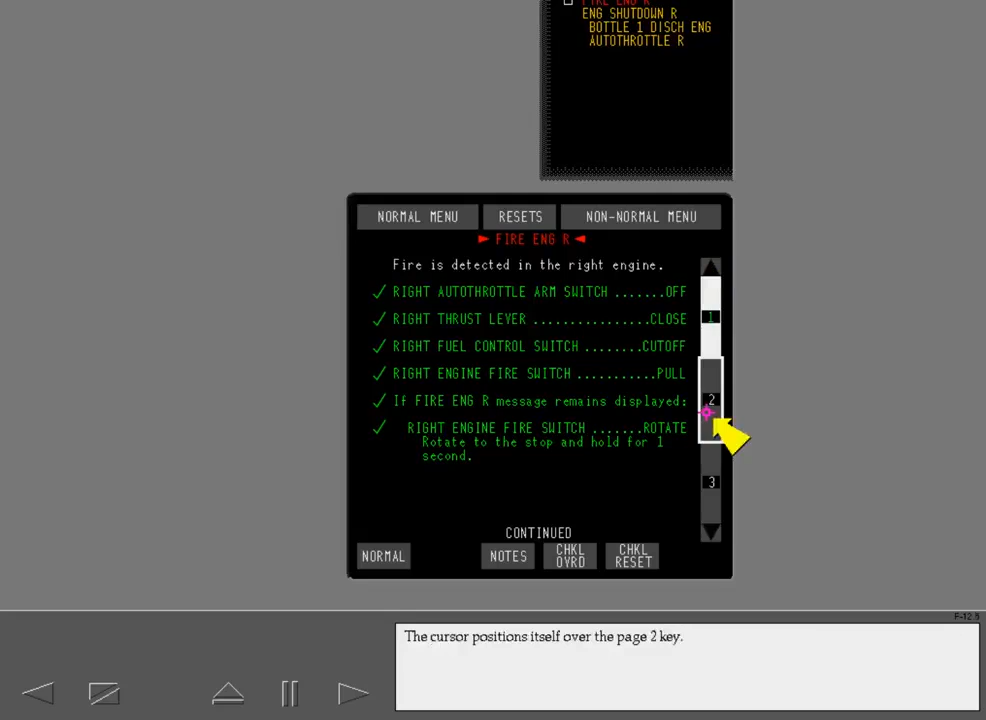 FIRE ENG R
ENG SHUTDOWN R
BOTTLE 1 DISCH ENG
AUTOTHROTTLE R
NORMAL MENU RESETS NON-NORMAL MENU
FIRE ENG R
Fire is detected in the right engine.
RIGHT AUTOTHROTTLE ARM SWITCH .......OFF
RIGHT THRUST LEVER ................CLOSE
1
RIGHT FUEL CONTROL SWITCH ........CUTOFF
RIGHT ENGINE FIRE SWITCH ...........PULL
If FIRE ENG R message remains displayed:
2
RIGHT ENGINE FIRE SWITCH .......ROTATE
Rotate to the stop and hold for 1
second.
3
CONTINUED
NORMAL NOTES CHKL OVRD CHKL RESET
F-12.5
The cursor positions itself over the page 2 key.